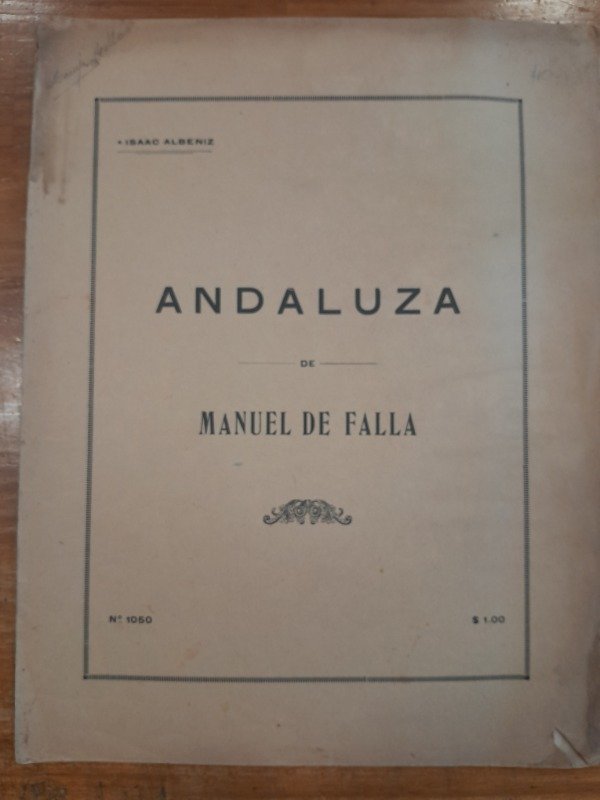 • ISAAC ALBENIZ
ANDALUZA
DE
MANUEL DE FALLA
Nº 1050
$ 1.00